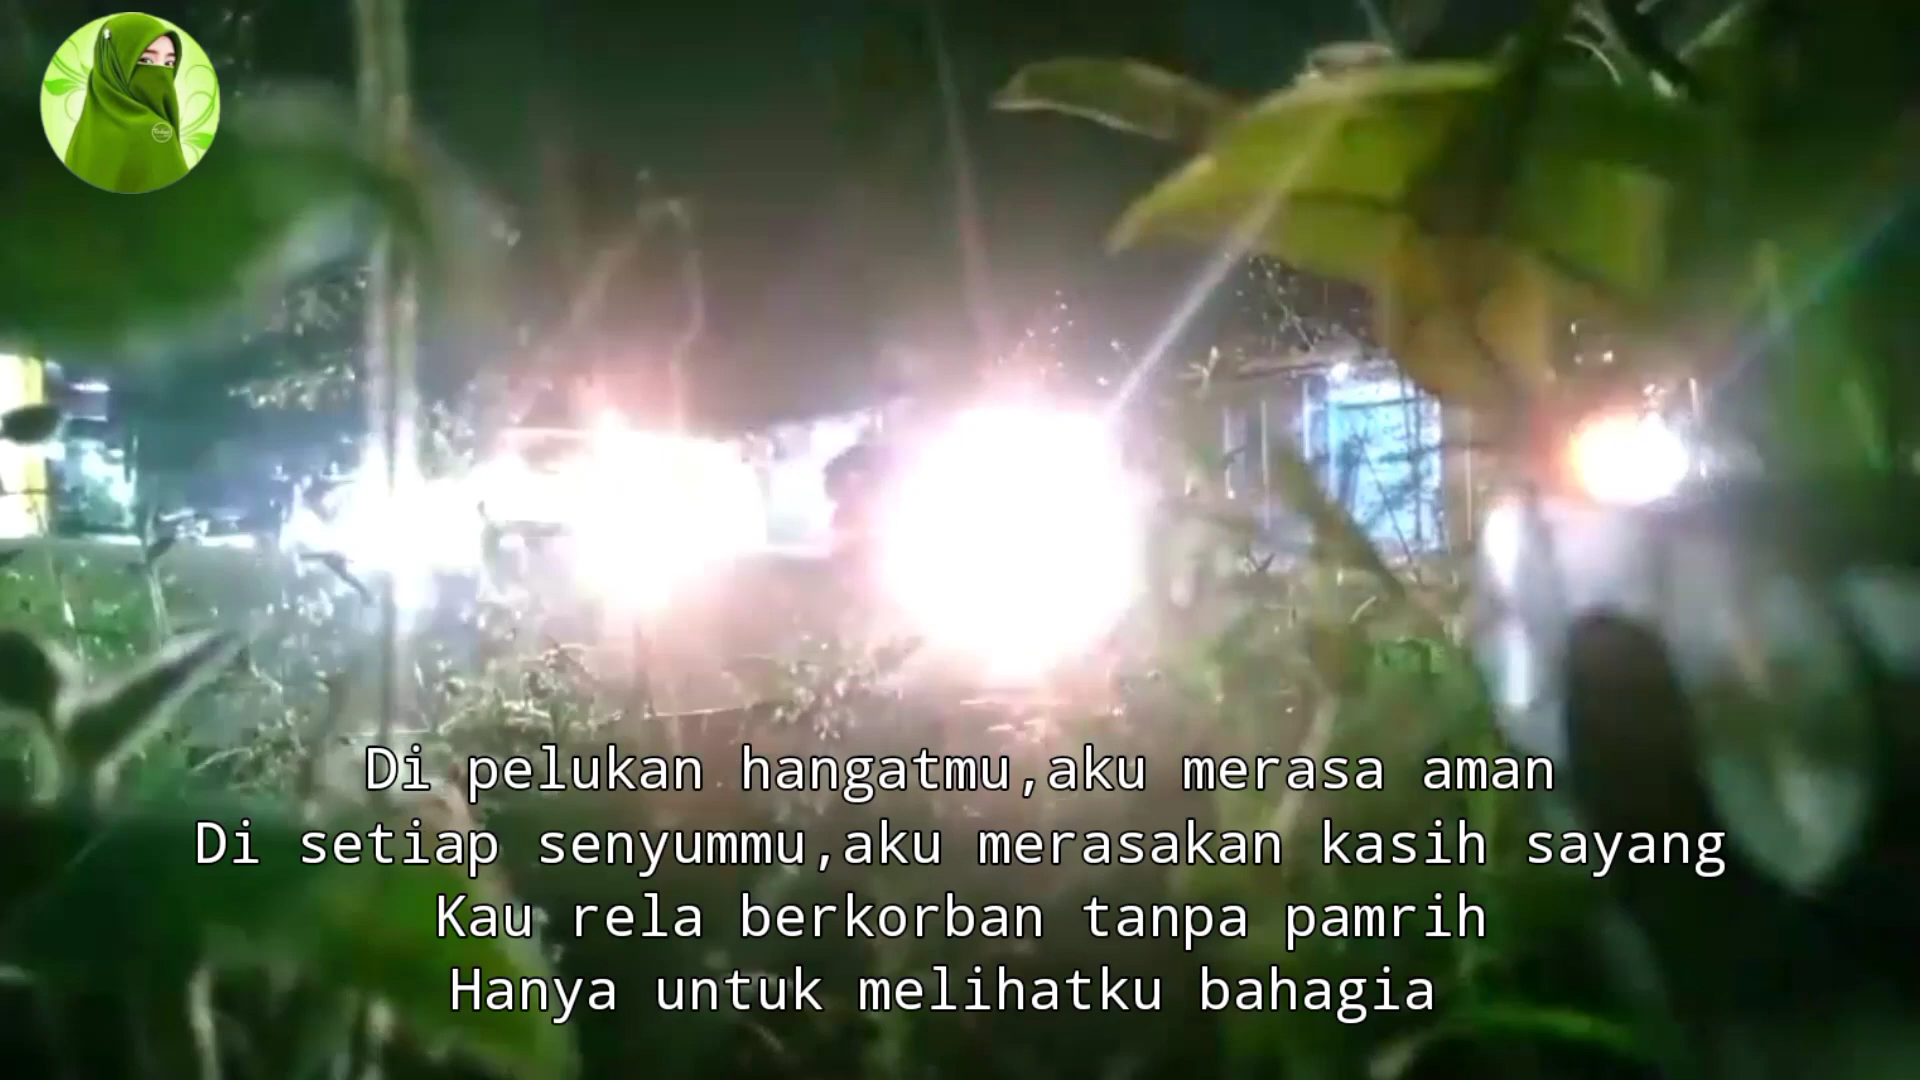 Di pelukan hangatmu,aku merasa aman
Di setiap senyummu,aku merasakan kasih sayang
Kau rela berkorban tanpa pamrih
Hanya untuk melihatku bahagia